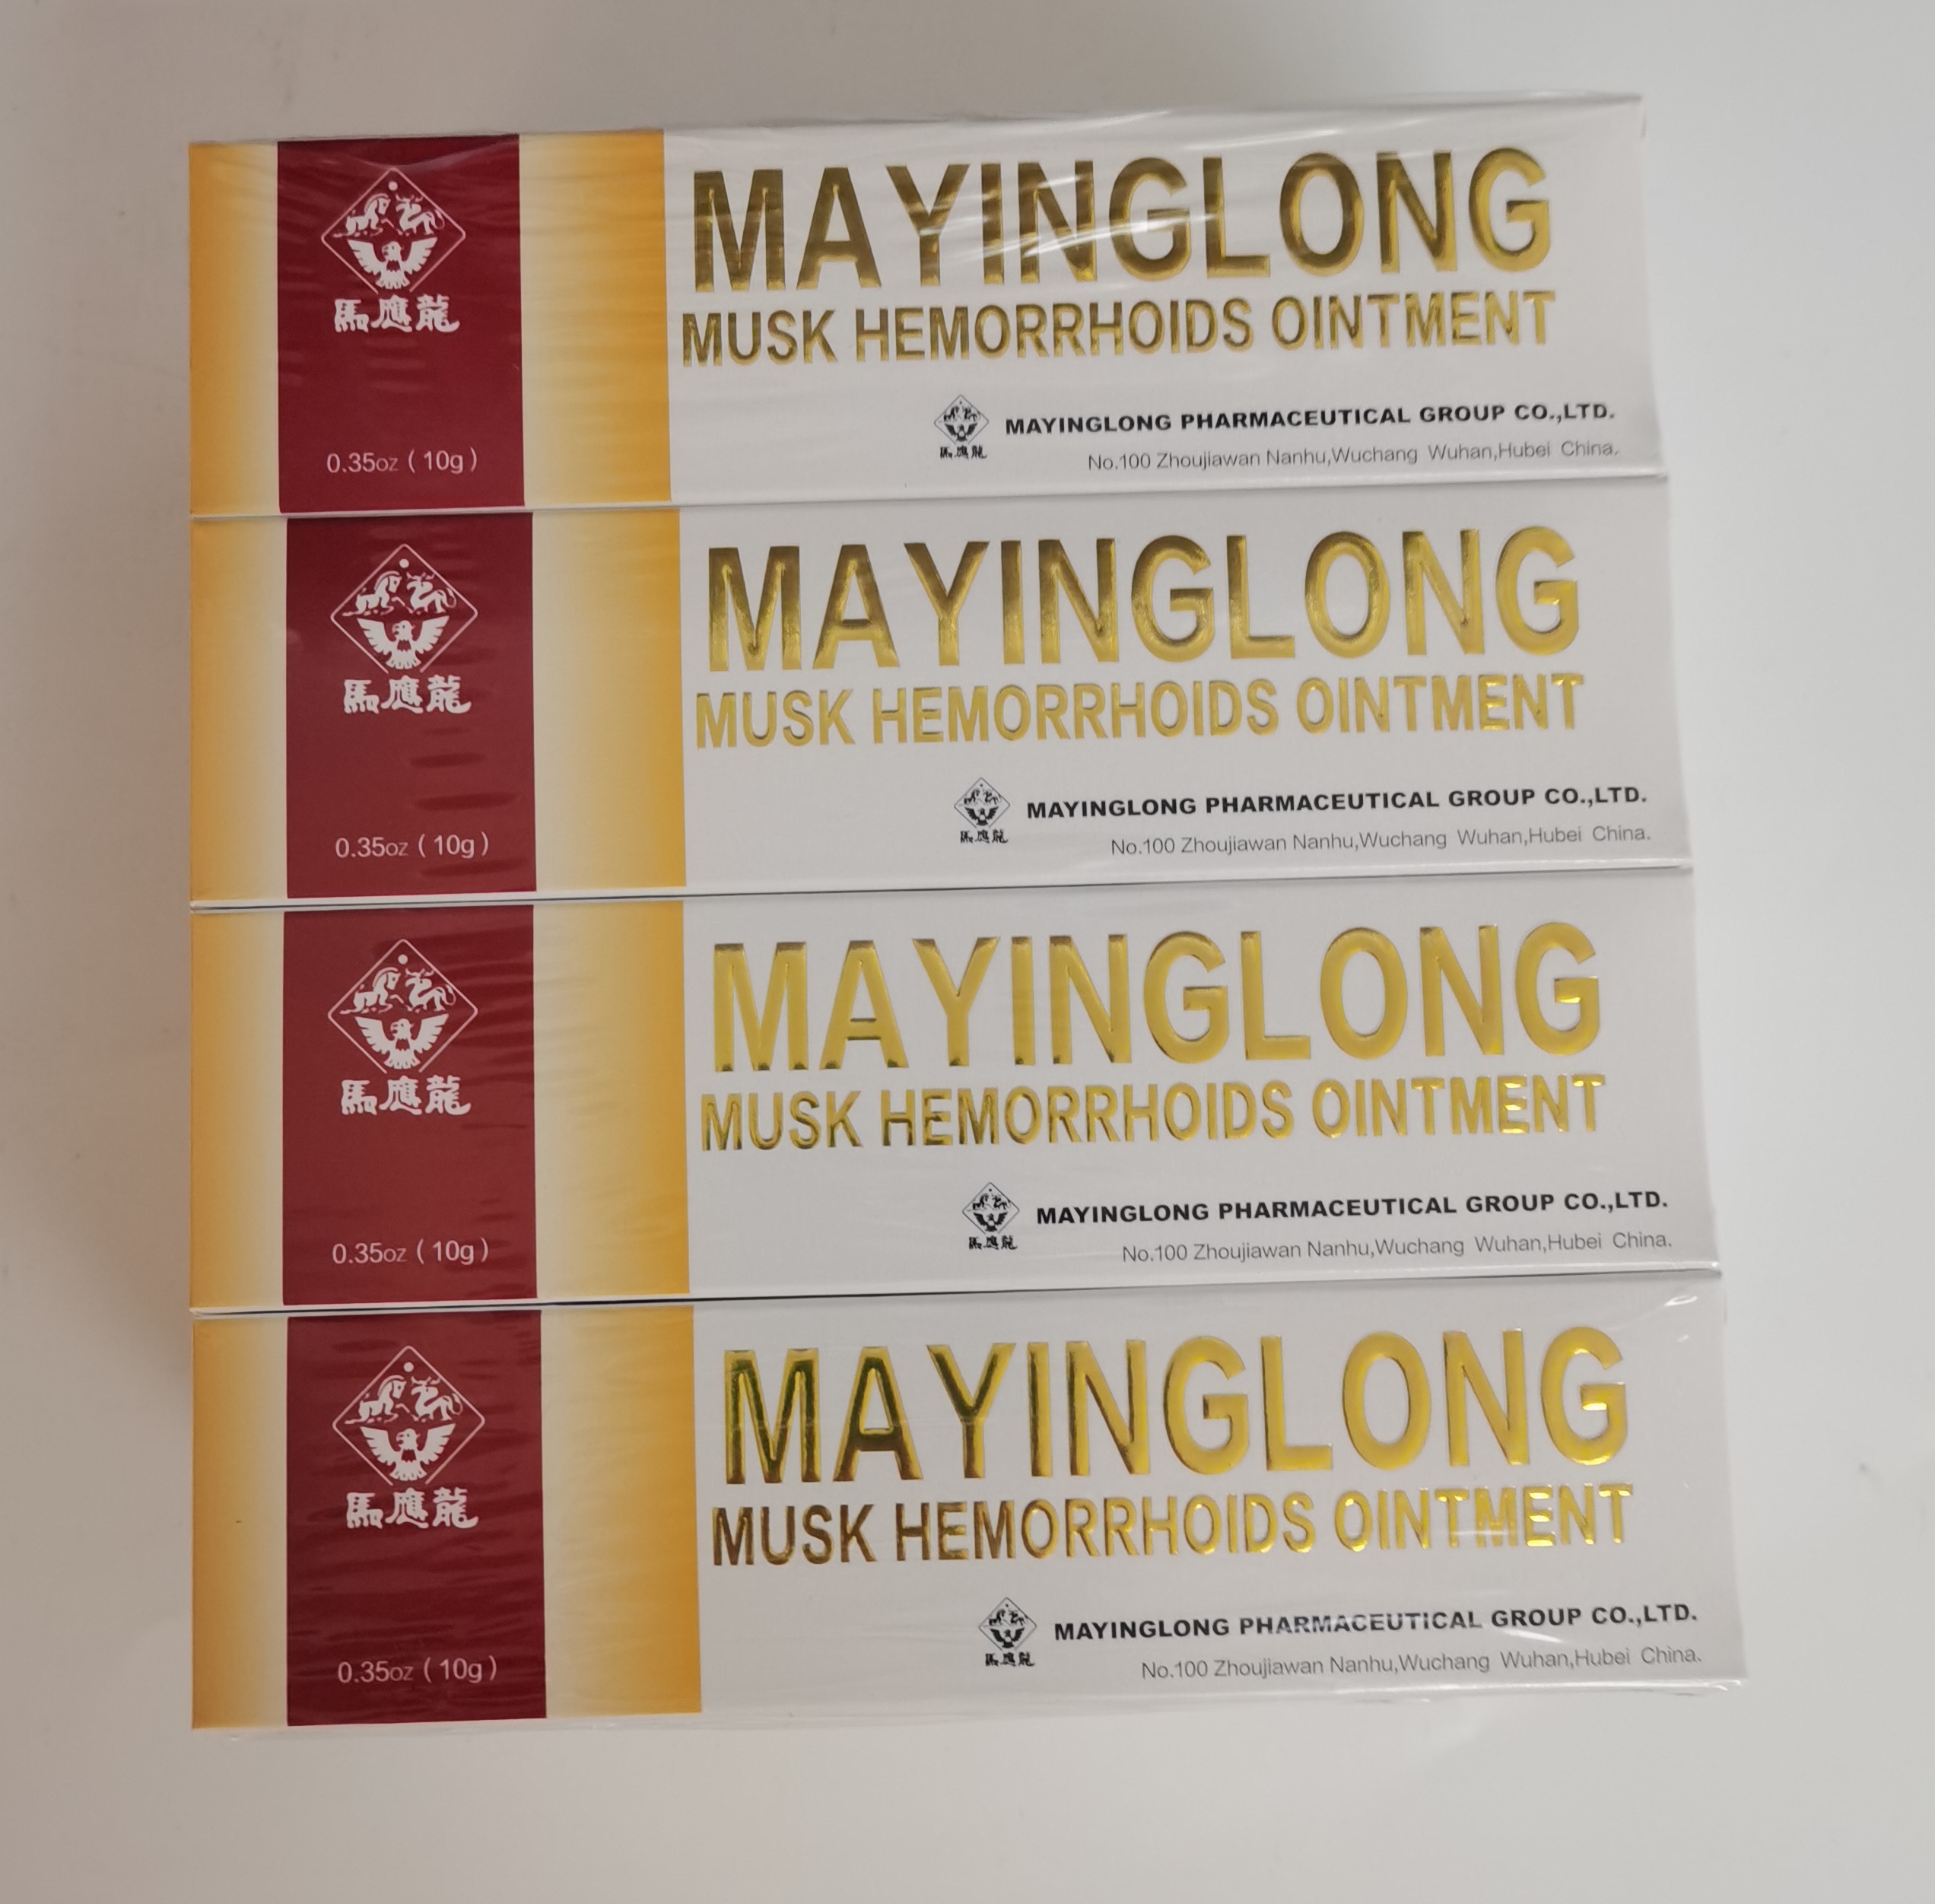 MAYINGLONG
MUSK HEMORRHOIDS OINTMENT
馬應龍
馬應龍 MAYINGLONG PHARMACEUTICAL GROUP CO.,LTD.
0.35oz ( 10g )
No.100 Zhoujiawan Nanhu,Wuchang Wuhan,Hubei China.
MAYINGLONG
MUSK HEMORRHOIDS OINTMENT
馬應龍
馬應龍 MAYINGLONG PHARMACEUTICAL GROUP CO.,LTD.
0.35oz ( 10g )
No.100 Zhoujiawan Nanhu,Wuchang Wuhan,Hubei China.
MAYINGLONG
MUSK HEMORRHOIDS OINTMENT
馬應龍
馬應龍 MAYINGLONG PHARMACEUTICAL GROUP CO.,LTD.
0.35oz ( 10g )
No.100 Zhoujiawan Nanhu,Wuchang Wuhan,Hubei China.
MAYINGLONG
MUSK HEMORRHOIDS OINTMENT
馬應龍
馬應龍 MAYINGLONG PHARMACEUTICAL GROUP CO.,LTD.
0.35oz ( 10g )
No.100 Zhoujiawan Nanhu,Wuchang Wuhan,Hubei China.